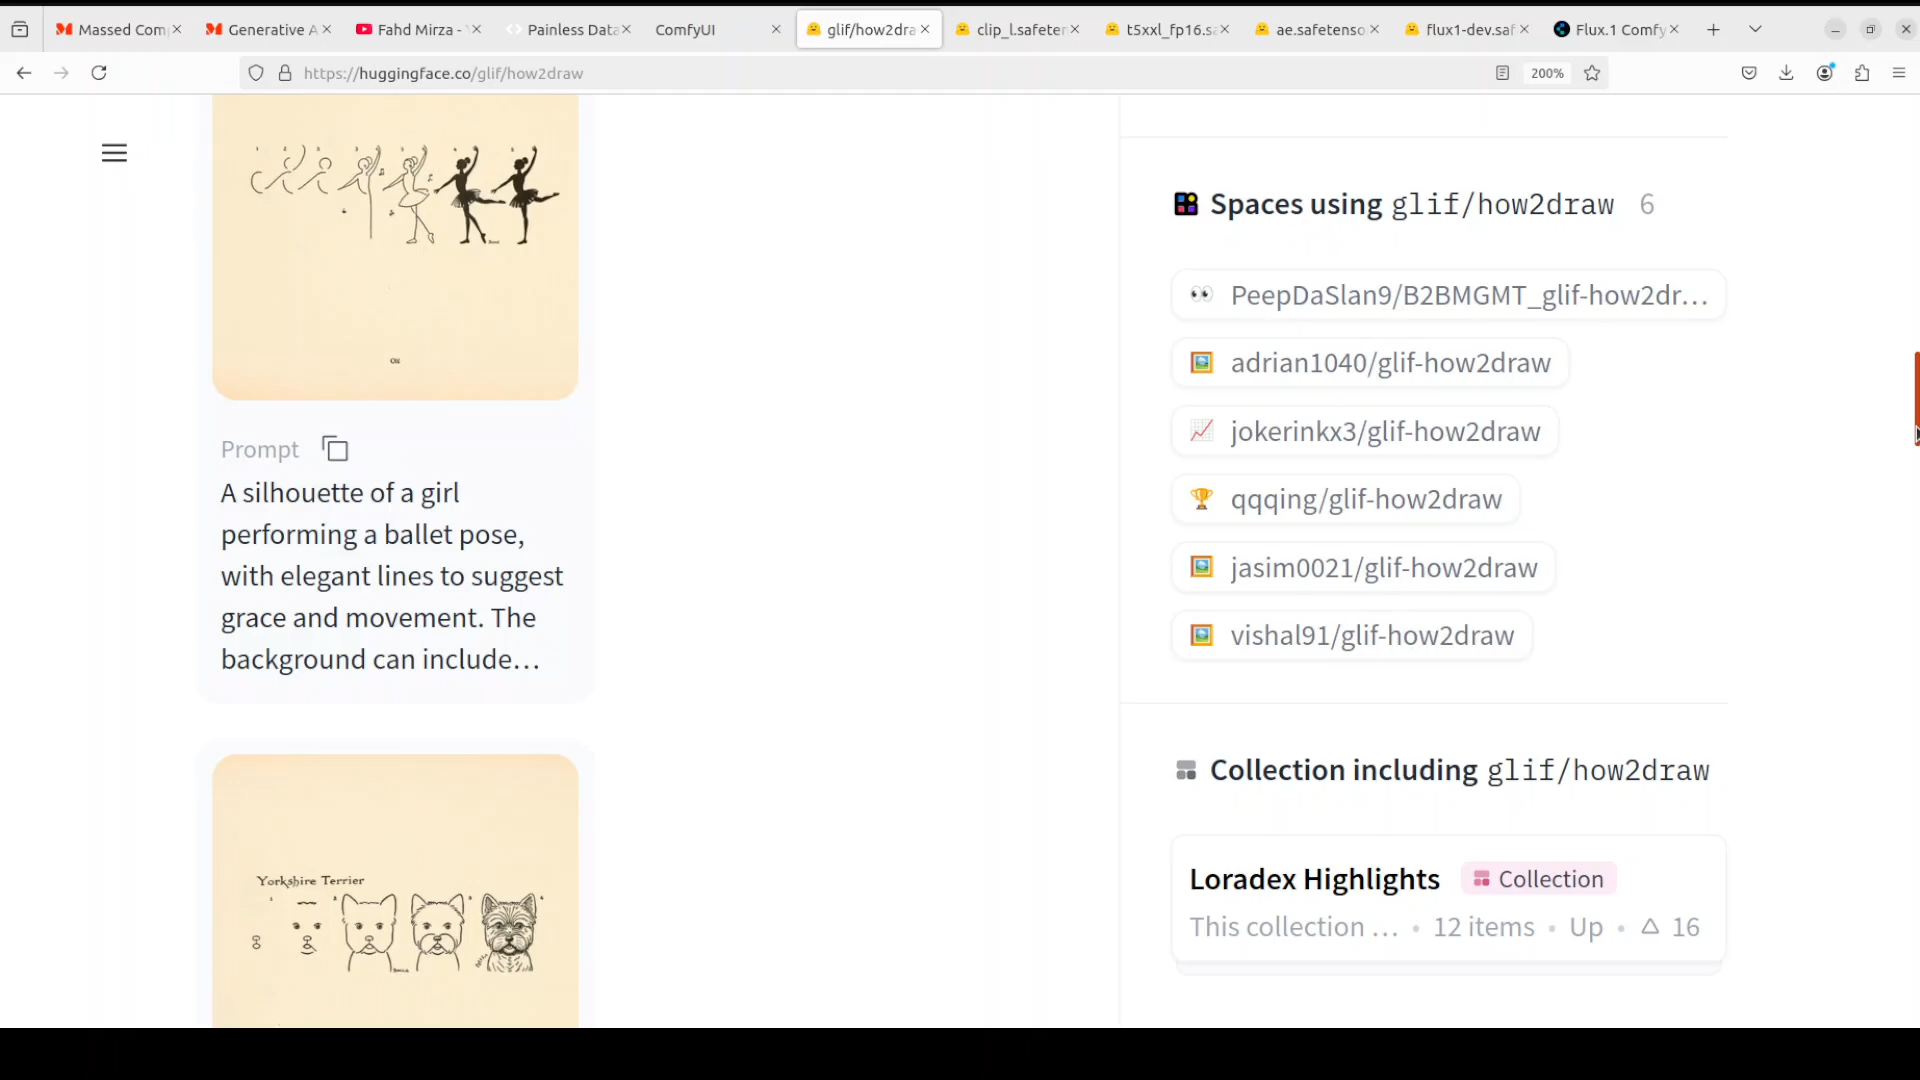 Massed Com
Generative A
Fahd Mirza - Y
Painless Data
ComfyUI
glif/how2dra
clip_l.safeten
t5xxl_fp16.sa
ae.safetenso
flux1-dev.saf
Flux.1 Comfy
https://huggingface.co/glif/how2draw
200%
Prompt
A silhouette of a girl
performing a ballet pose,
with elegant lines to suggest
grace and movement. The
background can include…
Yorkshire Terrier
Spaces using glif/how2draw 6
PeepDaSlan9/B2BMGMT_glif-how2dr…
adrian1040/glif-how2draw
jokerinkx3/glif-how2draw
qqqing/glif-how2draw
jasim0021/glif-how2draw
vishal91/glif-how2draw
Collection including glif/how2draw
Loradex Highlights Collection
This collection … • 12 items • Up • 16